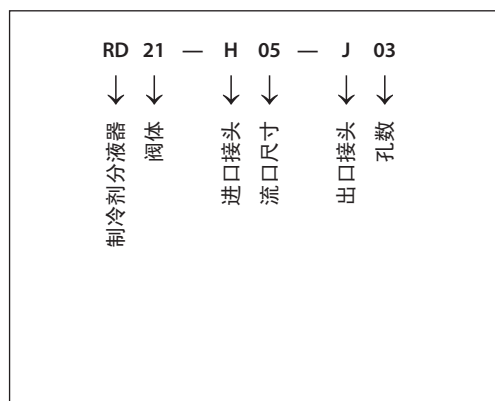 RD 21 — H 05 — J 03
制冷剂分液器
阀体
进口接头
流口尺寸
出口接头
孔数